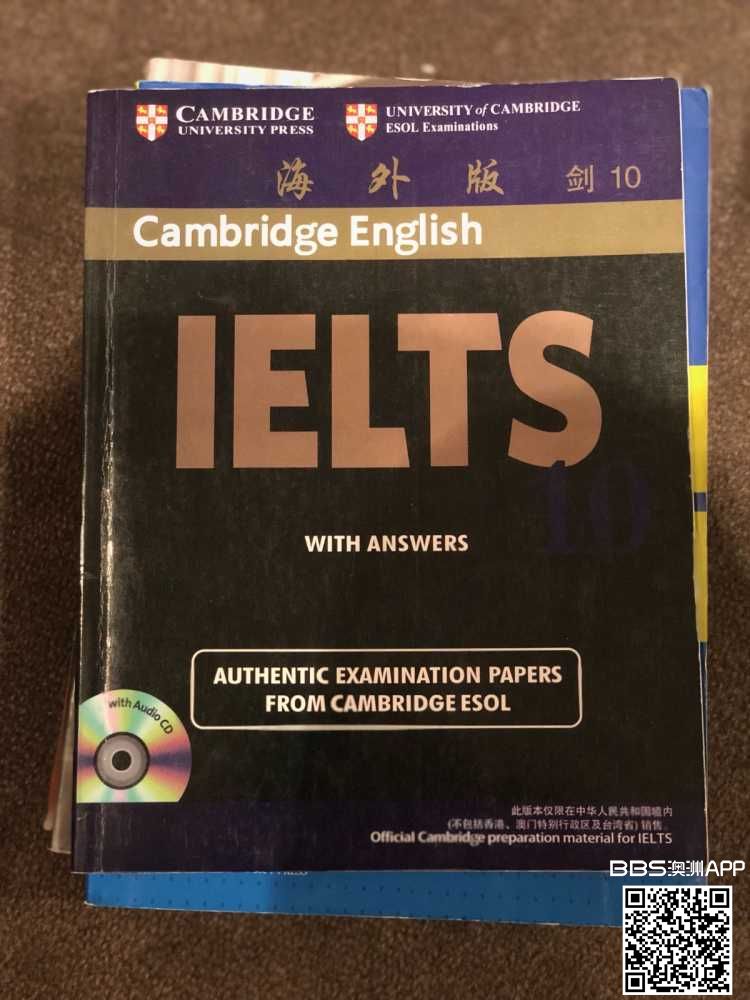 CAMBRIDGE
UNIVERSITY PRESS
UNIVERSITY of CAMBRIDGE
ESOL Examinations
海外版 剑 10
Cambridge English
IELTS
10
WITH ANSWERS
AUTHENTIC EXAMINATION PAPERS
FROM CAMBRIDGE ESOL
with Audio CD
此版本仅限在中华人民共和国境内
(不包括香港、澳门特别行政区及台湾省) 销售
Official Cambridge preparation material for IELTS
BBS澳洲APP